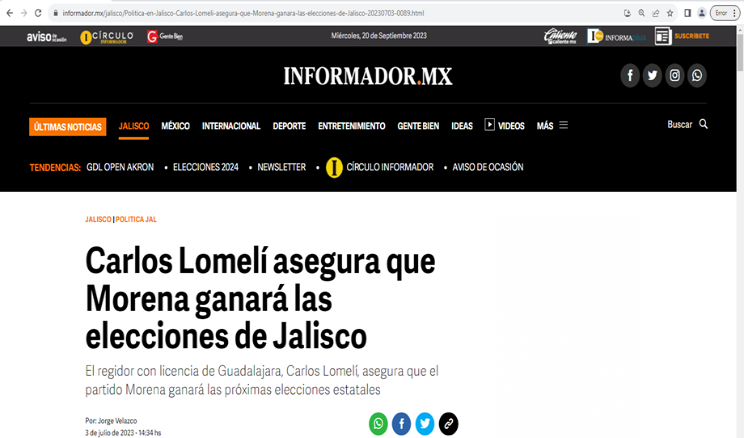 informador.mx/jalisco/Politica-en-Jalisco-Carlos-Lomeli-asegura-que-Morena-ganara-las-elecciones-de-Jalisco-20230703-0089.html
Error
aviso de ocasión
CÍRCULO INFORMADOR
Gente Bien
Miércoles, 20 de Septiembre 2023
Caliente caliente.mx
INFORMAplus
SUSCRÍBETE
INFORMADOR.MX
ÚLTIMAS NOTICIAS JALISCO MÉXICO INTERNACIONAL DEPORTE ENTRETENIMIENTO GENTE BIEN IDEAS VIDEOS MÁS Buscar
TENDENCIAS: GDL OPEN AKRON • ELECCIONES 2024 • NEWSLETTER • CÍRCULO INFORMADOR • AVISO DE OCASIÓN
JALISCO | POLITICA JAL
Carlos Lomelí asegura que
Morena ganará las
elecciones de Jalisco
El regidor con licencia de Guadalajara, Carlos Lomelí, asegura que el
partido Morena ganará las próximas elecciones estatales
Por: Jorge Velazco
3 de julio de 2023 - 14:34 hs